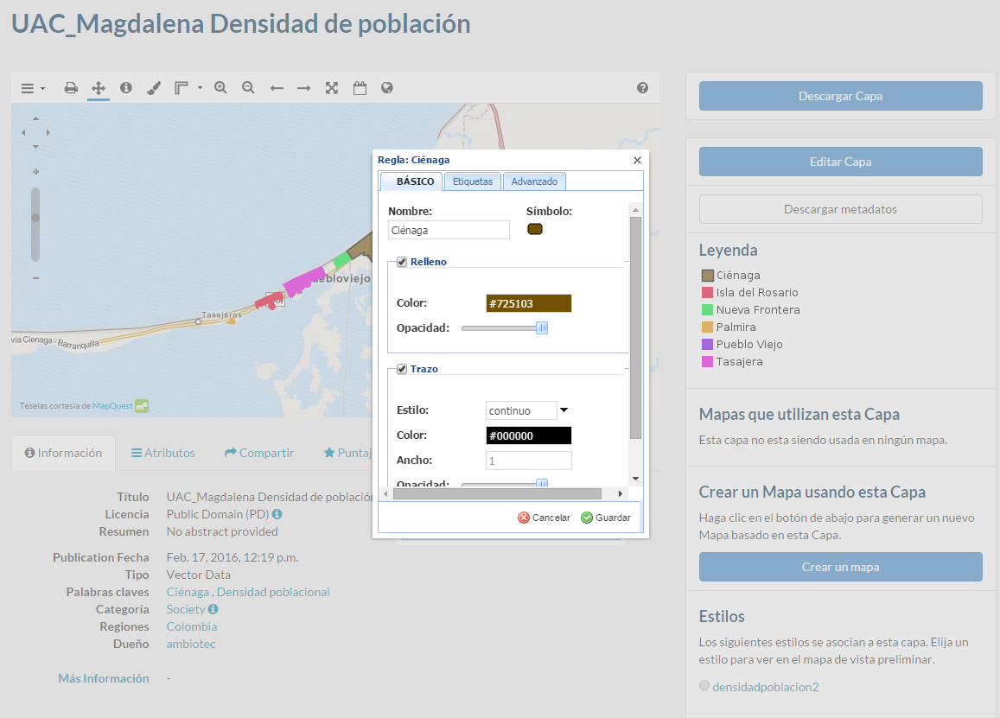 UAC_Magdalena Densidad de población
Descargar Capa
Editar Capa
Descargar metadatos
Leyenda
Ciénaga
Isla del Rosario
Nueva Frontera
Palmira
Pueblo Viejo
Tasajera
Mapas que utilizan esta Capa
Esta capa no esta siendo usada en ningún mapa.
Crear un Mapa usando esta Capa
Haga clic en el botón de abajo para generar un nuevo
Mapa basado en esta Capa.
Crear un mapa
Estilos
Los siguientes estilos se asocian a esta capa. Elija un
estilo para ver en el mapa de vista preliminar.
densidadpoblacion2
Regla: Ciénaga
BÁSICO Etiquetas Advanzado
Nombre: Símbolo:
Ciénaga
Relleno
Color: #725103
Opacidad:
Trazo
Estilo: continuo
Color: #000000
Ancho: 1
Opacidad:
Cancelar Guardar
ebloviejo
Tasajeras
via Cienaga - Barranquilla
Teselas cortesía de MapQuest
Información Atributos Compartir Puntaj
Título UAC_Magdalena Densidad de población
Licencia Public Domain (PD)
Resumen No abstract provided
Publication Fecha Feb. 17, 2016, 12:19 p.m.
Tipo Vector Data
Palabras claves Ciénaga , Densidad poblacional
Categoría Society
Regiones Colombia
Dueño ambiotec
Más Información -